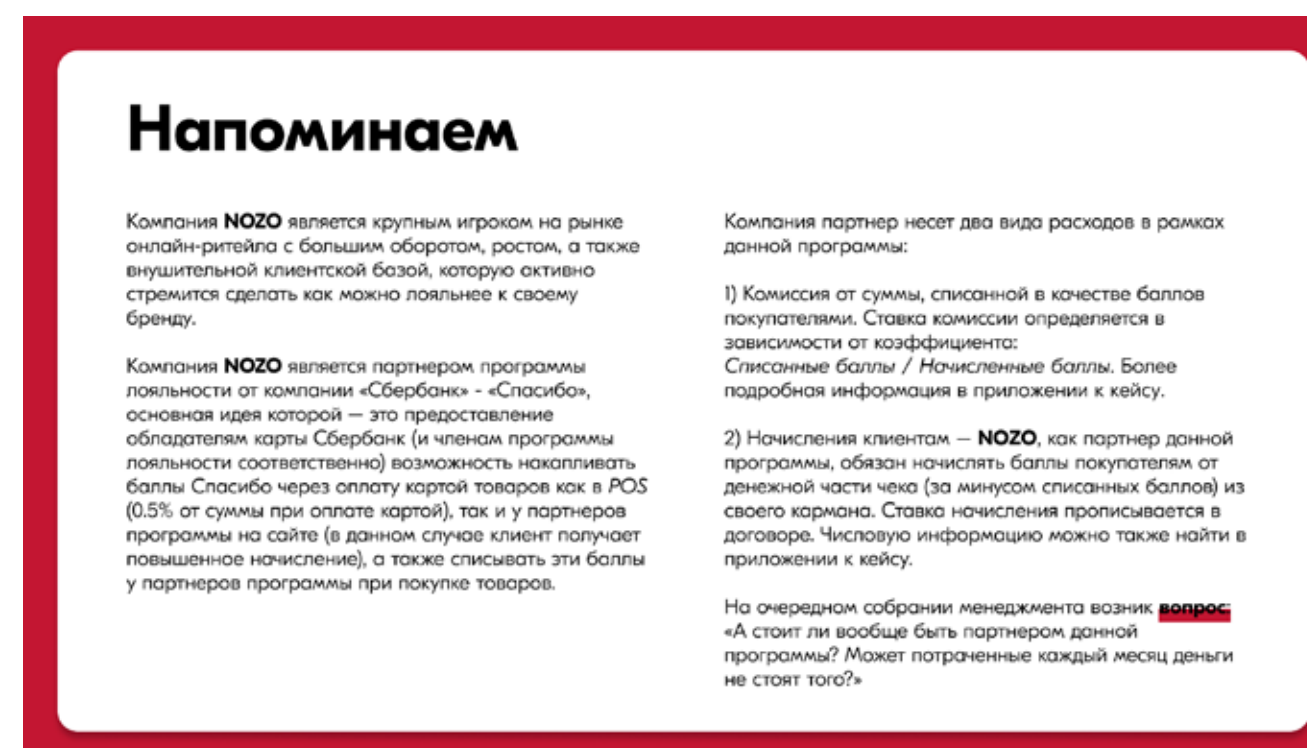 Напоминаем
Компания NOZO является крупным игроком на рынке
онлайн-ритейла с большим оборотом, ростом, а также
внушительной клиентской базой, которую активно
стремится сделать как можно лояльнее к своему
бренду.
Компания NOZO является партнером программы
лояльности от компании «Сбербанк» - «Спасибо»,
основная идея которой — это предоставление
обладателям карты Сбербанк (и членам программы
лояльности соответственно) возможность накапливать
баллы Спасибо через оплату картой товаров как в POS
(0.5% от суммы при оплате картой), так и у партнеров
программы на сайте (в данном случае клиент получает
повышенное начисление), а также списывать эти баллы
у партнеров программы при покупке товаров.
Компания партнер несет два вида расходов в рамках
данной программы:
1) Комиссия от суммы, списанной в качестве баллов
покупателями. Ставка комиссии определяется в
зависимости от коэффициента:
Списанные баллы / Начисленные баллы. Более
подробная информация в приложении к кейсу.
2) Начисления клиентам — NOZO, как партнер данной
программы, обязан начислять баллы покупателям от
денежной части чека (за минусом списанных баллов) из
своего кармана. Ставка начисления прописывается в
договоре. Числовую информацию можно также найти в
приложении к кейсу.
На очередном собрании менеджмента возник вопрос:
«А стоит ли вообще быть партнером данной
программы? Может потраченные каждый месяц деньги
не стоят того?»